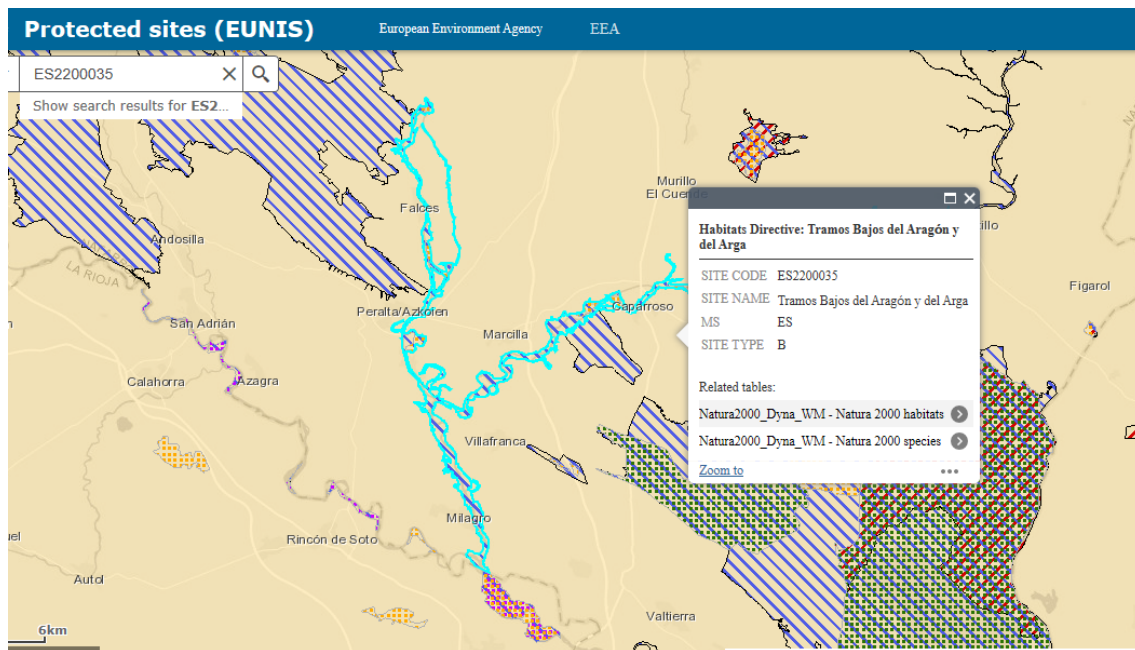 Protected sites (EUNIS)
European Environment Agency
EEA
ES2200035
Show search results for ES2...
Murillo
El Cuende
Falces
Andosilla
NAVARRA
LA RIOJA
Figarol
Peralta/Azkoien
Caparroso
San Adrián
Marcilla
Calahorra
Azagra
Villafranca
Milagro
Rincón de Soto
Autol
Valtierra
6km
Habitats Directive: Tramos Bajos del Aragón y
del Arga
SITE CODE ES2200035
SITE NAME Tramos Bajos del Aragón y del Arga
MS ES
SITE TYPE B
Related tables:
Natura2000_Dyna_WM - Natura 2000 habitats
Natura2000_Dyna_WM - Natura 2000 species
Zoom to